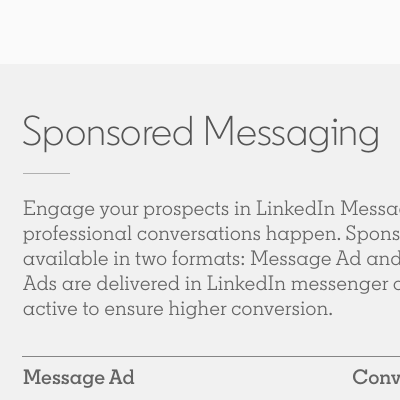 Sponsored Messaging
Engage your prospects in LinkedIn Messa
professional conversations happen. Spons
available in two formats: Message Ad and
Ads are delivered in LinkedIn messenger
active to ensure higher conversion.
Message Ad Conv